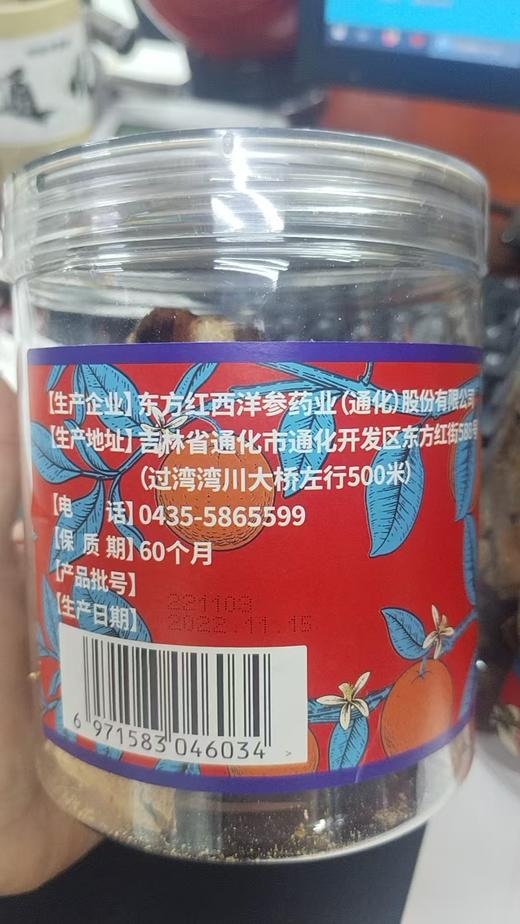 【生产企业】东方红西洋参药业(通化)股份有限公司
【生产地址】吉林省通化市通化开发区东方红街588号
(过湾湾川大桥左行500米)
【电 话】0435-5865599
【保 质 期】60个月
【产品批号】
221103
【生产日期】
2022.11.15
6 971583 046034 >